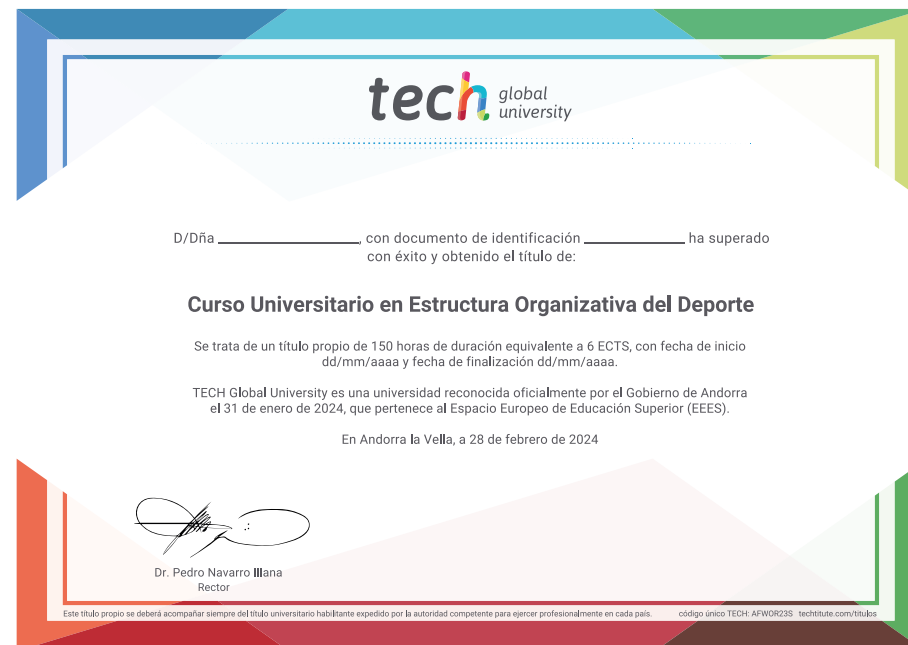 tech global university
D/Dña ____________________, con documento de identificación ______________ ha superado
con éxito y obtenido el título de:
Curso Universitario en Estructura Organizativa del Deporte
Se trata de un título propio de 150 horas de duración equivalente a 6 ECTS, con fecha de inicio
dd/mm/aaaa y fecha de finalización dd/mm/aaaa.
TECH Global University es una universidad reconocida oficialmente por el Gobierno de Andorra
el 31 de enero de 2024, que pertenece al Espacio Europeo de Educación Superior (EEES).
En Andorra la Vella, a 28 de febrero de 2024
Dr. Pedro Navarro Illana
Rector
Este título propio se deberá acompañar siempre del título universitario habilitante expedido por la autoridad competente para ejercer profesionalmente en cada país. código único TECH: AFWOR23S techtitute.com/titulos